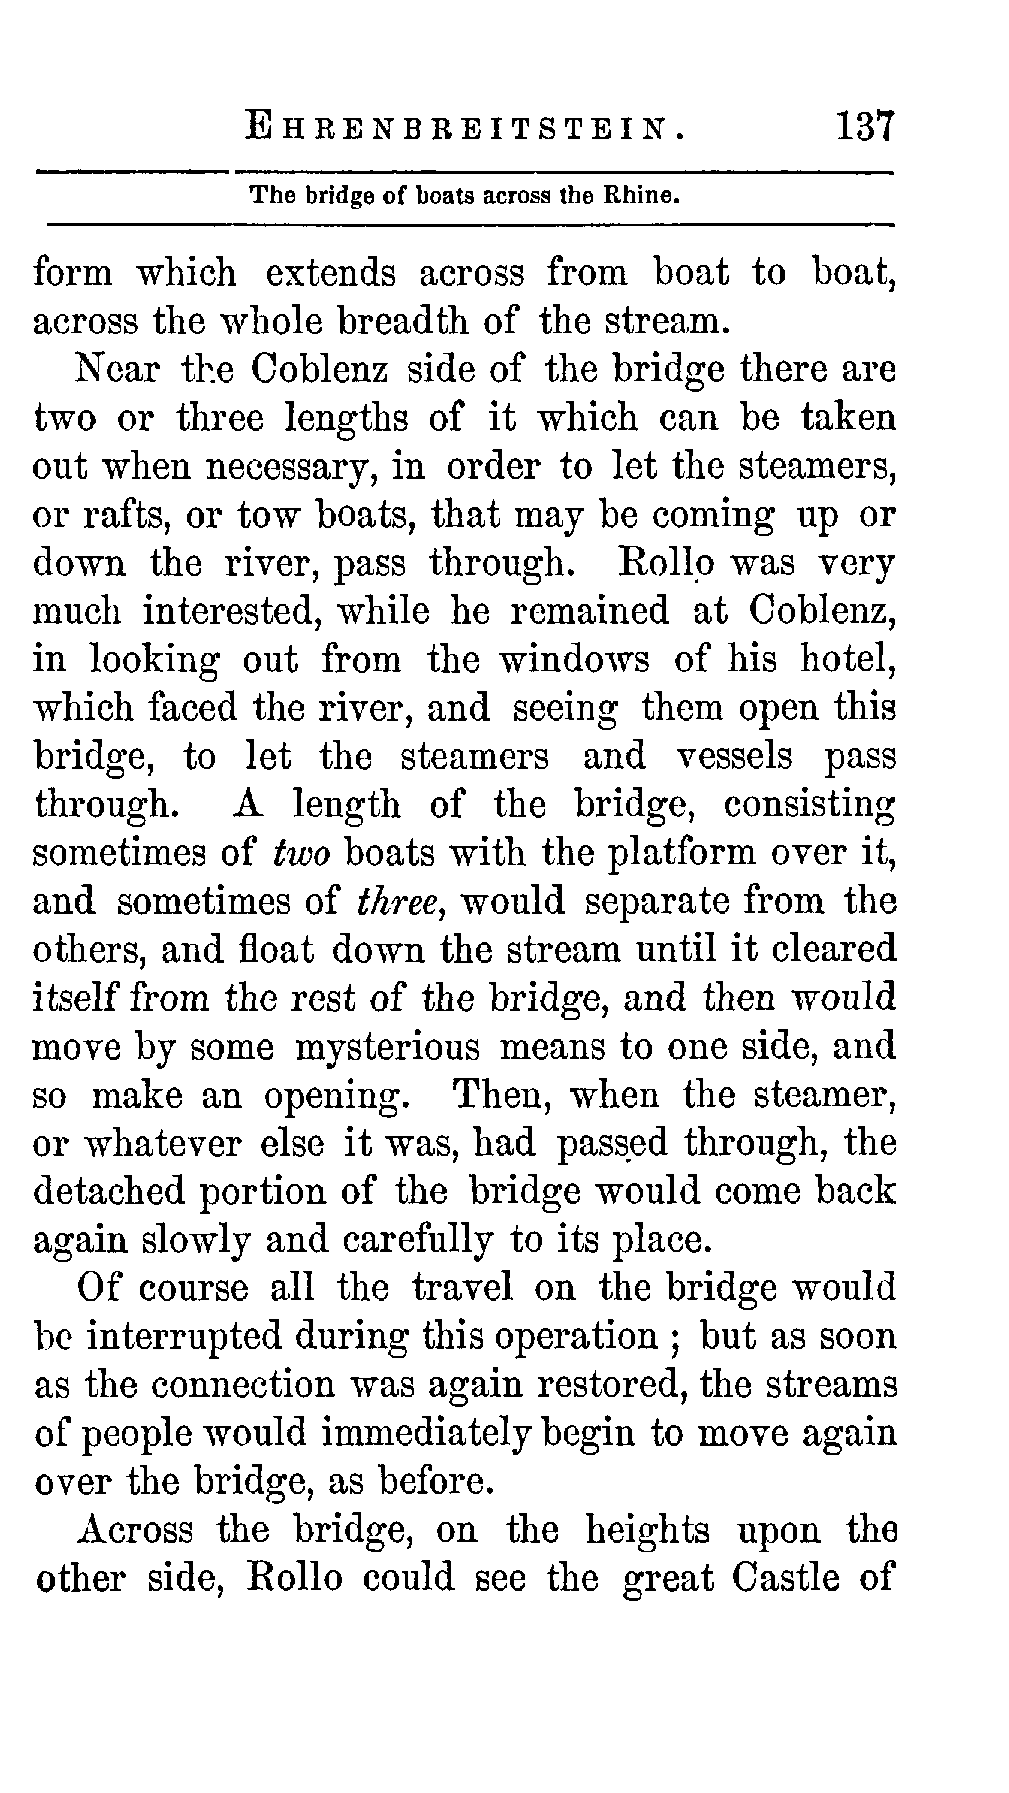 EHRENBREITSTEIN. 137
The bridge of boats across the Rhine.
form which extends across from boat to boat,
across the whole breadth of the stream.
Near the Coblenz side of the bridge there are
two or three lengths of it which can be taken
out when necessary, in order to let the steamers,
or rafts, or tow boats, that may be coming up or
down the river, pass through. Rollo was very
much interested, while he remained at Coblenz,
in looking out from the windows of his hotel,
which faced the river, and seeing them open this
bridge, to let the steamers and vessels pass
through. A length of the bridge, consisting
sometimes of two boats with the platform over it,
and sometimes of three, would separate from the
others, and float down the stream until it cleared
itself from the rest of the bridge, and then would
move by some mysterious means to one side, and
so make an opening. Then, when the steamer,
or whatever else it was, had passed through, the
detached portion of the bridge would come back
again slowly and carefully to its place.
Of course all the travel on the bridge would
be interrupted during this operation ; but as soon
as the connection was again restored, the streams
of people would immediately begin to move again
over the bridge, as before.
Across the bridge, on the heights upon the
other side, Rollo could see the great Castle of